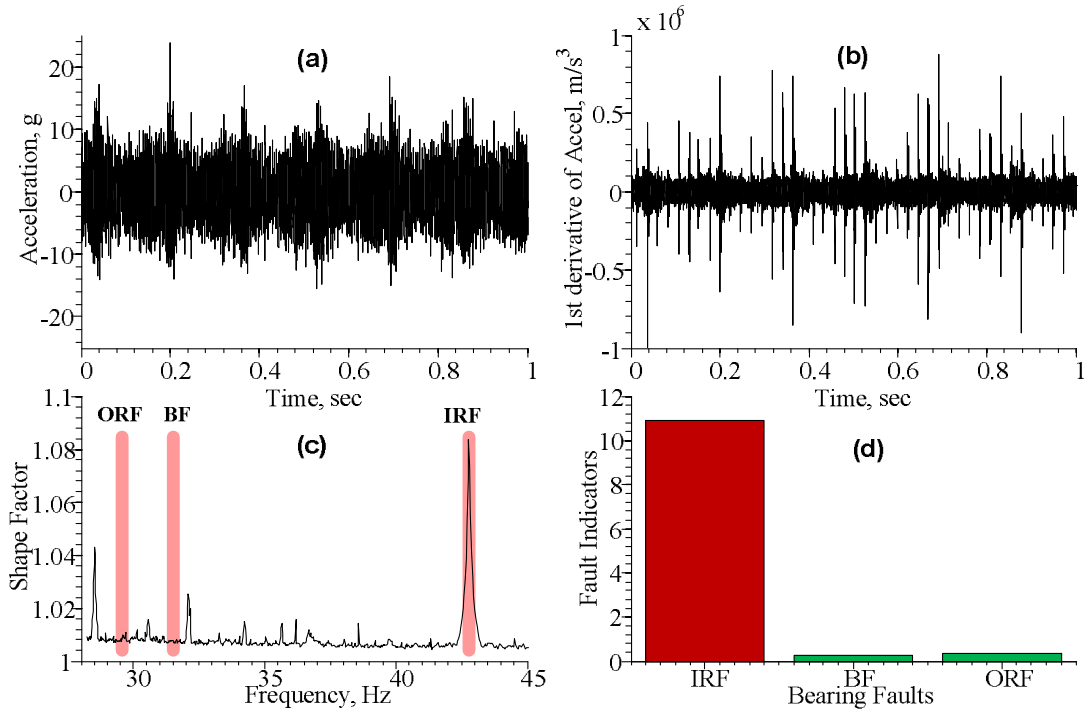 (a)
Acceleration, g
20
10
0
-10
-20
0 0.2 0.4 0.6 0.8 1
Time, sec
x 10^6
(b)
1st derivative of Accel, m/s^3
1
0.5
0
-0.5
-1
0 0.2 0.4 0.6 0.8 1
Time, sec
ORF BF IRF
(c)
Shape Factor
1.1
1.08
1.06
1.04
1.02
1
30 35 40 45
Frequency, Hz
(d)
Fault Indicators
12
10
8
6
4
2
0
IRF BF ORF
Bearing Faults